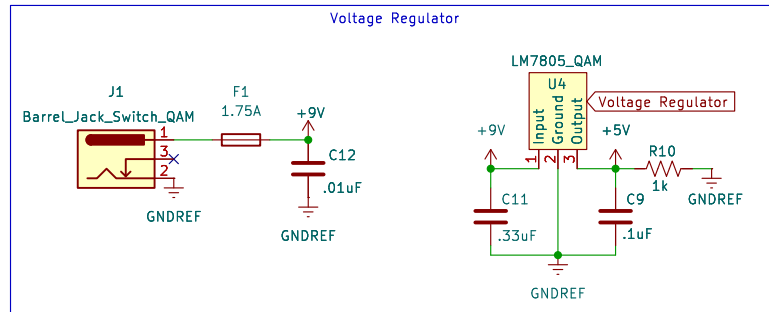 Voltage Regulator
J1
Barrel_Jack_Switch_QAM
1
3
2
GNDREF
F1
1.75A
+9V
C12
.01uF
GNDREF
LM7805_QAM
U4
Input
Ground
Output
1
2
3
Voltage Regulator
+9V
+5V
R10
1k
GNDREF
C11
.33uF
C9
.1uF
GNDREF